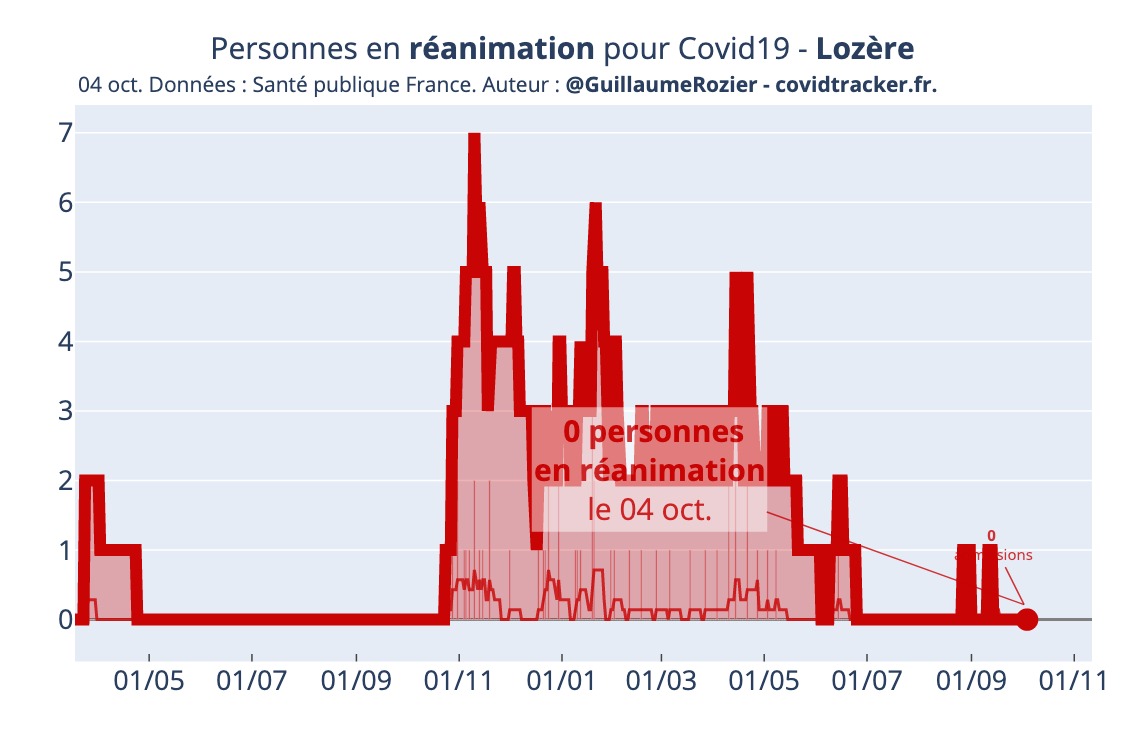 Personnes en réanimation pour Covid19 - Lozère
04 oct. Données : Santé publique France. Auteur : @GuillaumeRozier - covidtracker.fr.
7
6
5
4
3
2
1
0
0 personnes
en réanimation
le 04 oct.
0
admissions
01/05 01/07 01/09 01/11 01/01 01/03 01/05 01/07 01/09 01/11